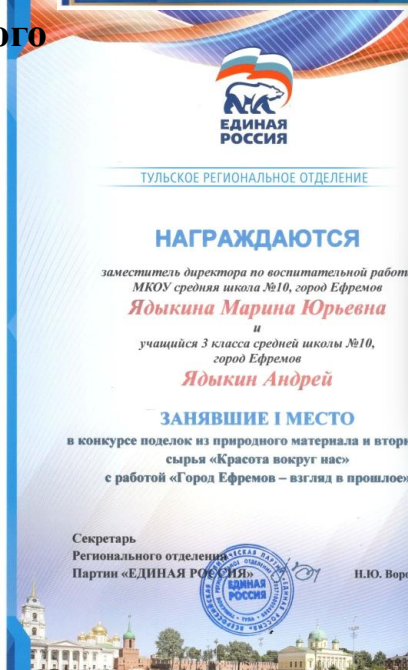 ого
ЕДИНАЯ
РОССИЯ
ТУЛЬСКОЕ РЕГИОНАЛЬНОЕ ОТДЕЛЕНИЕ
НАГРАЖДАЮТСЯ
заместитель директора по воспитательной работ
МКОУ средняя школа №10, город Ефремов
Ядыкина Марина Юрьевна
и
учащийся 3 класса средней школы №10,
город Ефремов
Ядыкин Андрей
ЗАНЯВШИЕ I МЕСТО
в конкурсе поделок из природного материала и втори
сырья «Красота вокруг нас»
с работой «Город Ефремов – взгляд в прошлое»
Секретарь
Регионального отделения
Партии «ЕДИНАЯ РОССИЯ»
Н.Ю. Воро
ЕДИНАЯ
РОССИЯ